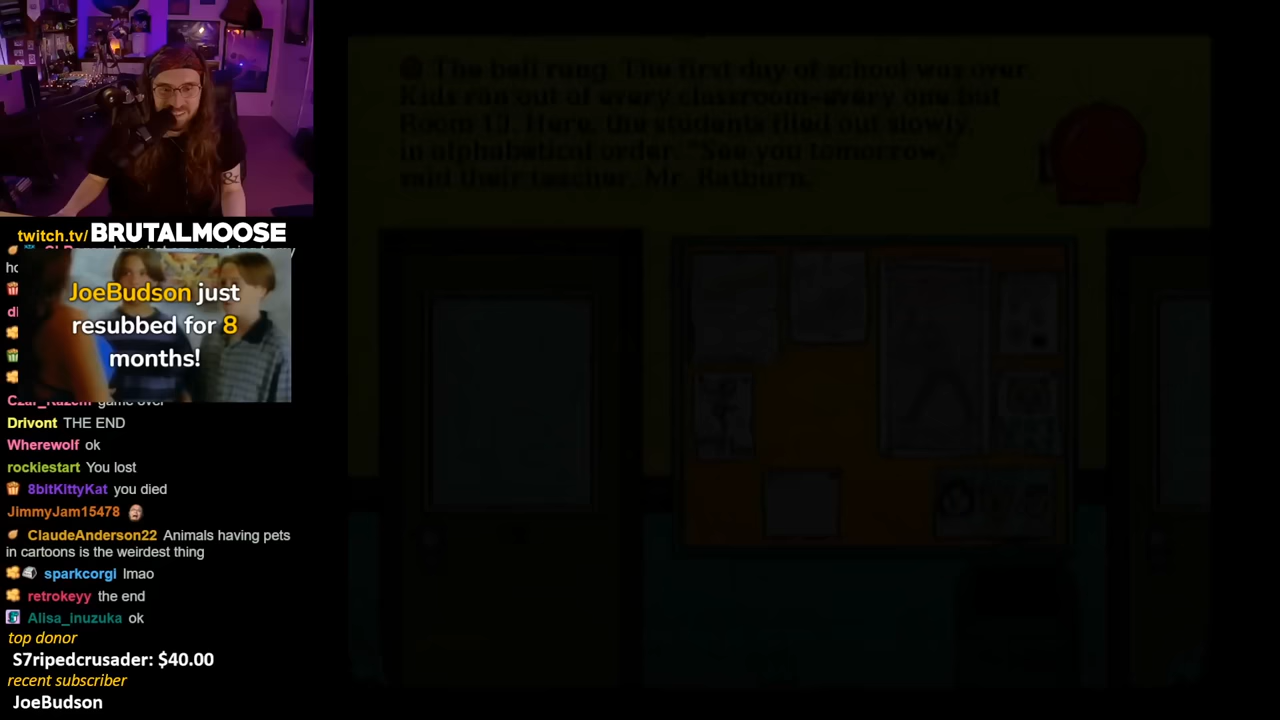 The bell rang. The first day of school was over.
Kids ran out of every classroom–every one but
Room 13. Here, the students filed out slowly,
in alphabetical order. "See you tomorrow,"
said their teacher, Mr. Ratburn.
twitch.tv/BRUTALMOOSE
JoeBudson just
resubbed for 8
months!
game over
Drivont THE END
Wherewolf ok
rockiestart You lost
8bitKittyKat you died
JimmyJam15478
ClaudeAnderson22 Animals having pets
in cartoons is the weirdest thing
sparkcorgi lmao
retrokeyy the end
Alisa_inuzuka ok
top donor
S7ripedcrusader: $40.00
recent subscriber
JoeBudson